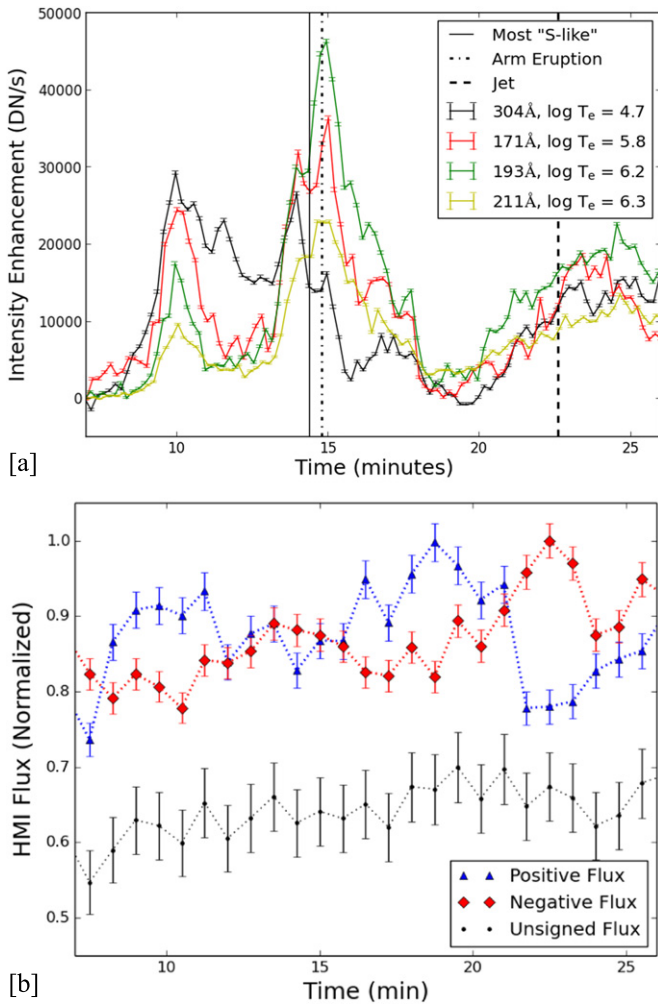 50000
40000
30000
20000
10000
0
Intensity Enhancement (DN/s)
Most "S-like"
Arm Eruption
Jet
304Å, log Tₑ = 4.7
171Å, log Tₑ = 5.8
193Å, log Tₑ = 6.2
211Å, log Tₑ = 6.3
10 15 20 25
Time (minutes)
[a]
1.0
0.9
0.8
0.7
0.6
0.5
HMI Flux (Normalized)
Positive Flux
Negative Flux
Unsigned Flux
10 15 20 25
Time (min)
[b]